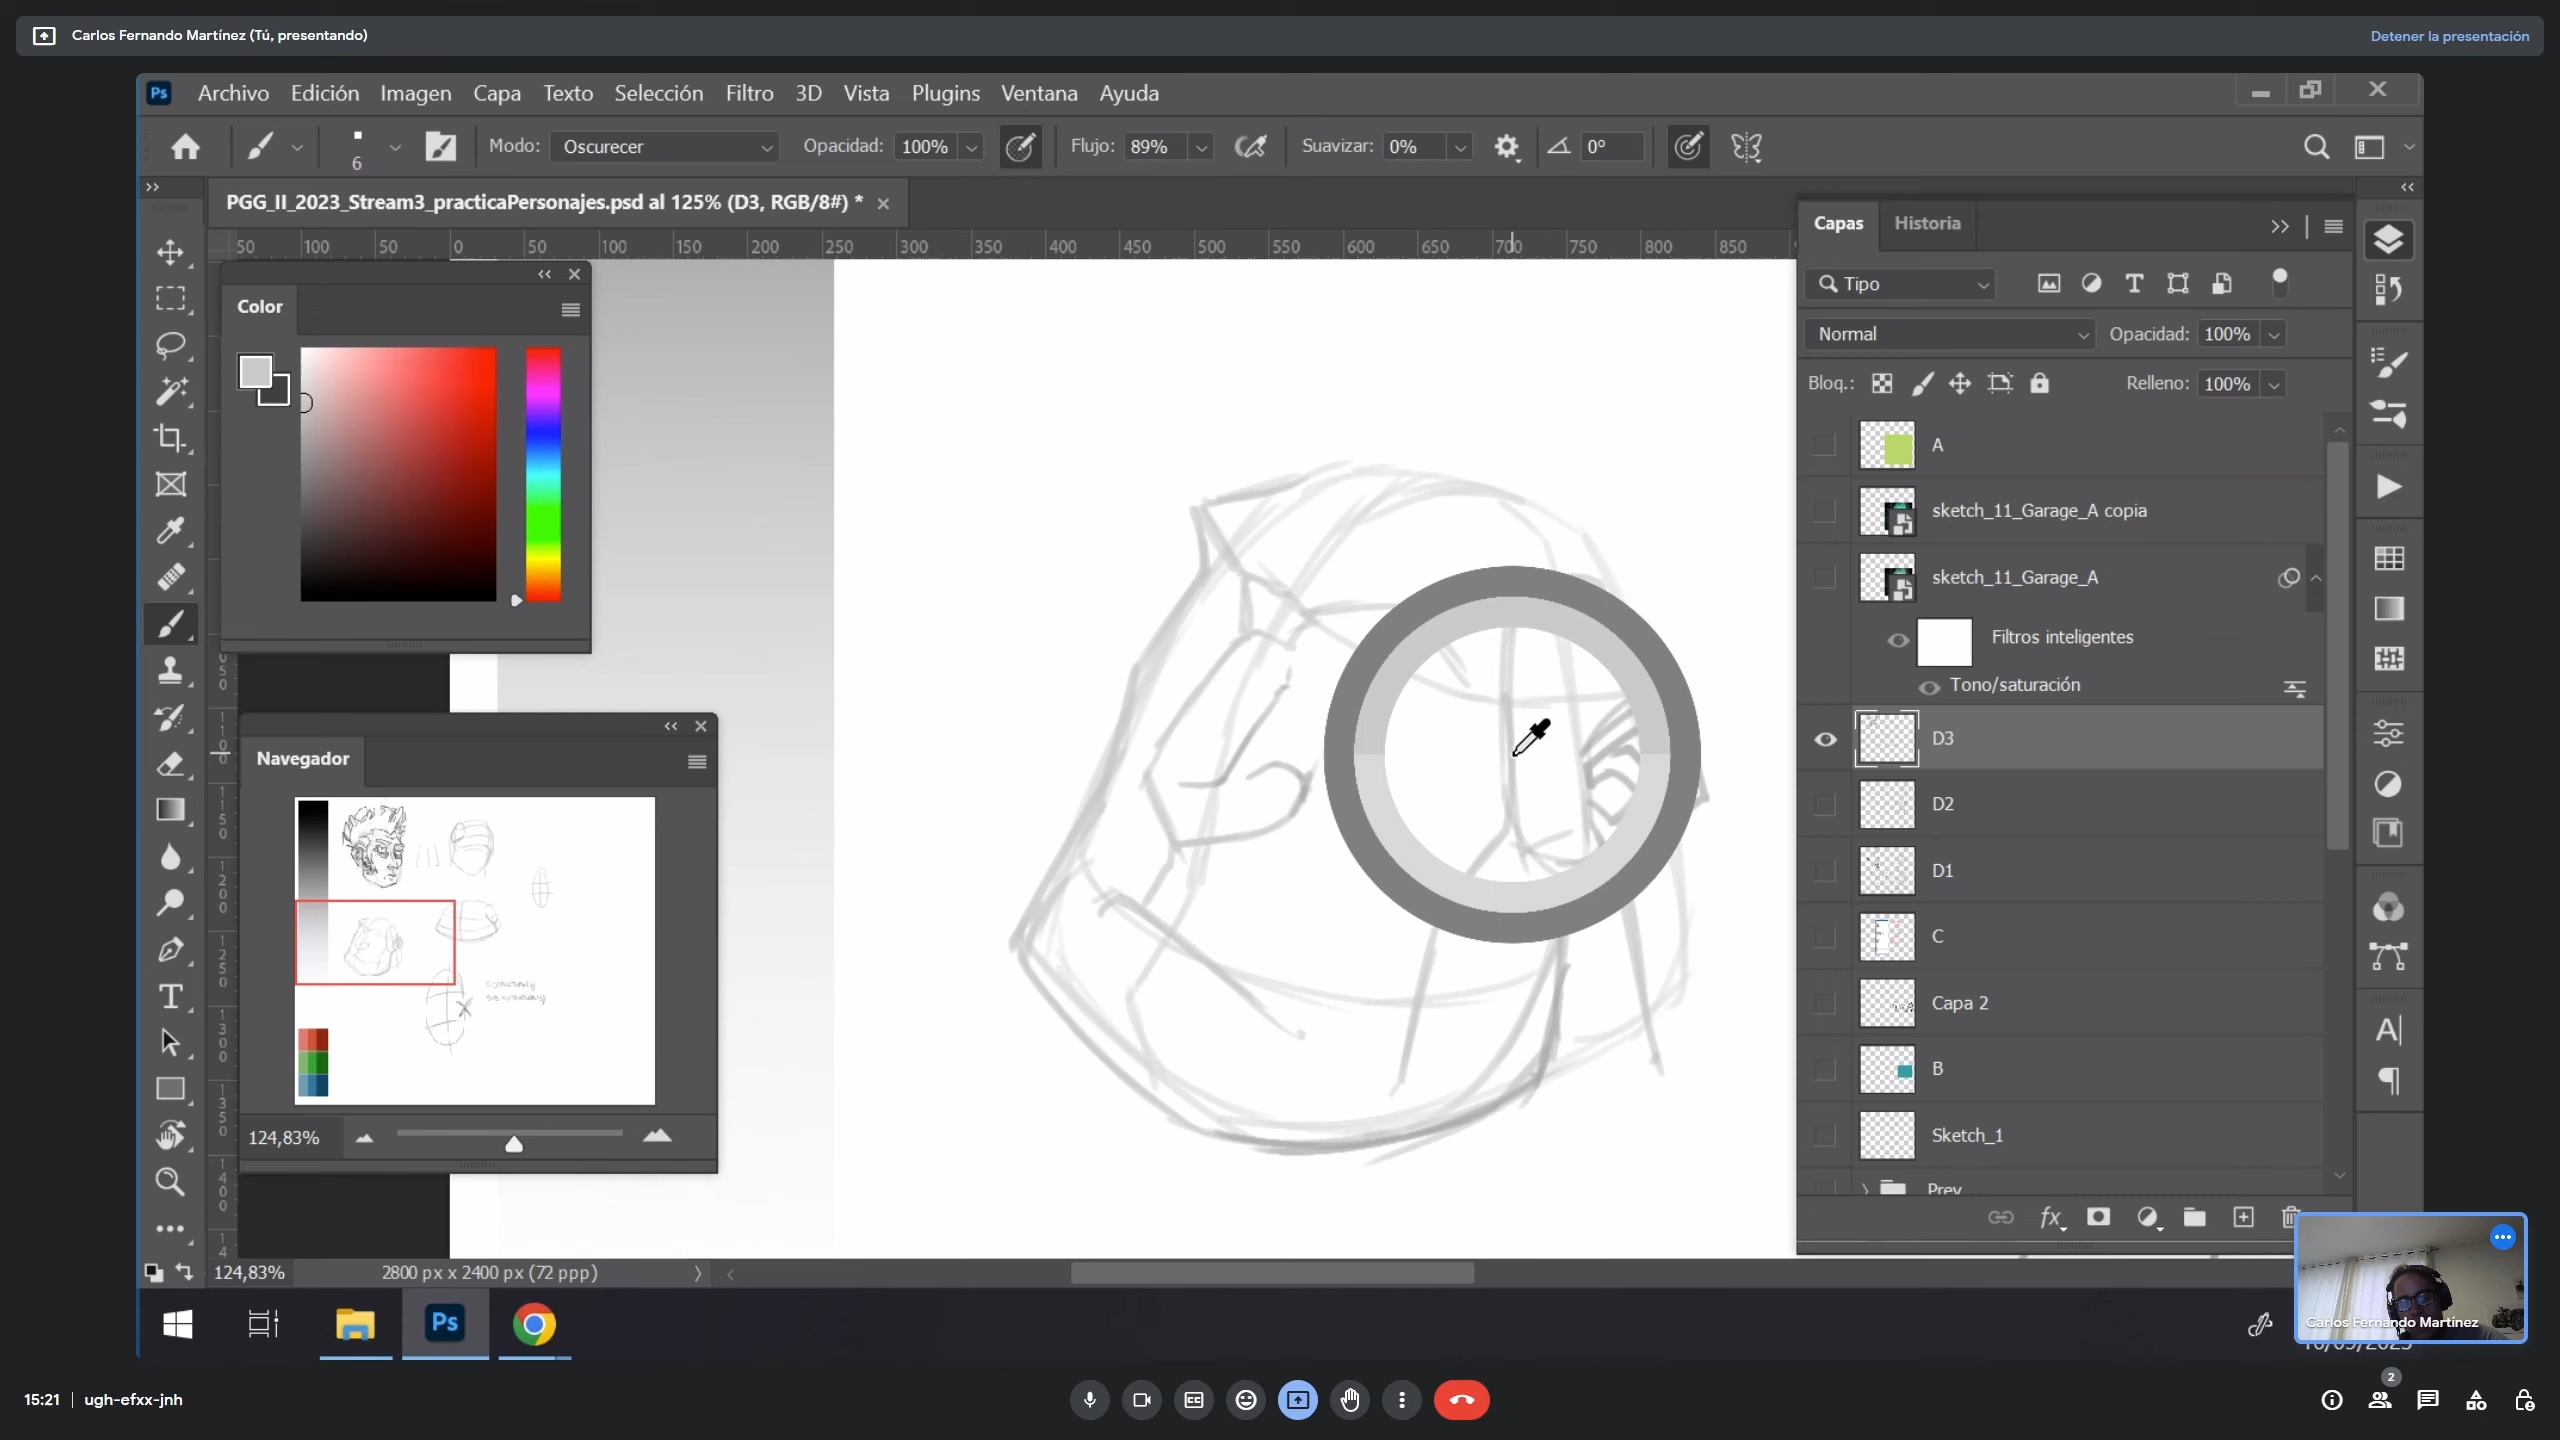 Carlos Fernando Martínez (Tú, presentando)
Detener la presentación
Ps Archivo Edición Imagen Capa Texto Selección Filtro 3D Vista Plugins Ventana Ayuda
6 Modo: Oscurecer Opacidad: 100% Flujo: 89% Suavizar: 0% 0°
PGG_II_2023_Stream3_practicaPersonajes.psd al 125% (D3, RGB/8#) *
50 100 50 0 50 100 150 200 250 300 350 400 450 500 550 600 650 700 750 800 850
Color
Navegador
124,83%
Capas Historia
Tipo
Normal Opacidad: 100%
Bloq.: Relleno: 100%
A
sketch_11_Garage_A copia
sketch_11_Garage_A
Filtros inteligentes
Tono/saturación
D3
D2
D1
C
Capa 2
B
Sketch_1
Prev
fx
124,83% 2800 px x 2400 px (72 ppp)
Ps
Carlos Fernando Martínez
15:21 ugh-efxx-jnh
2